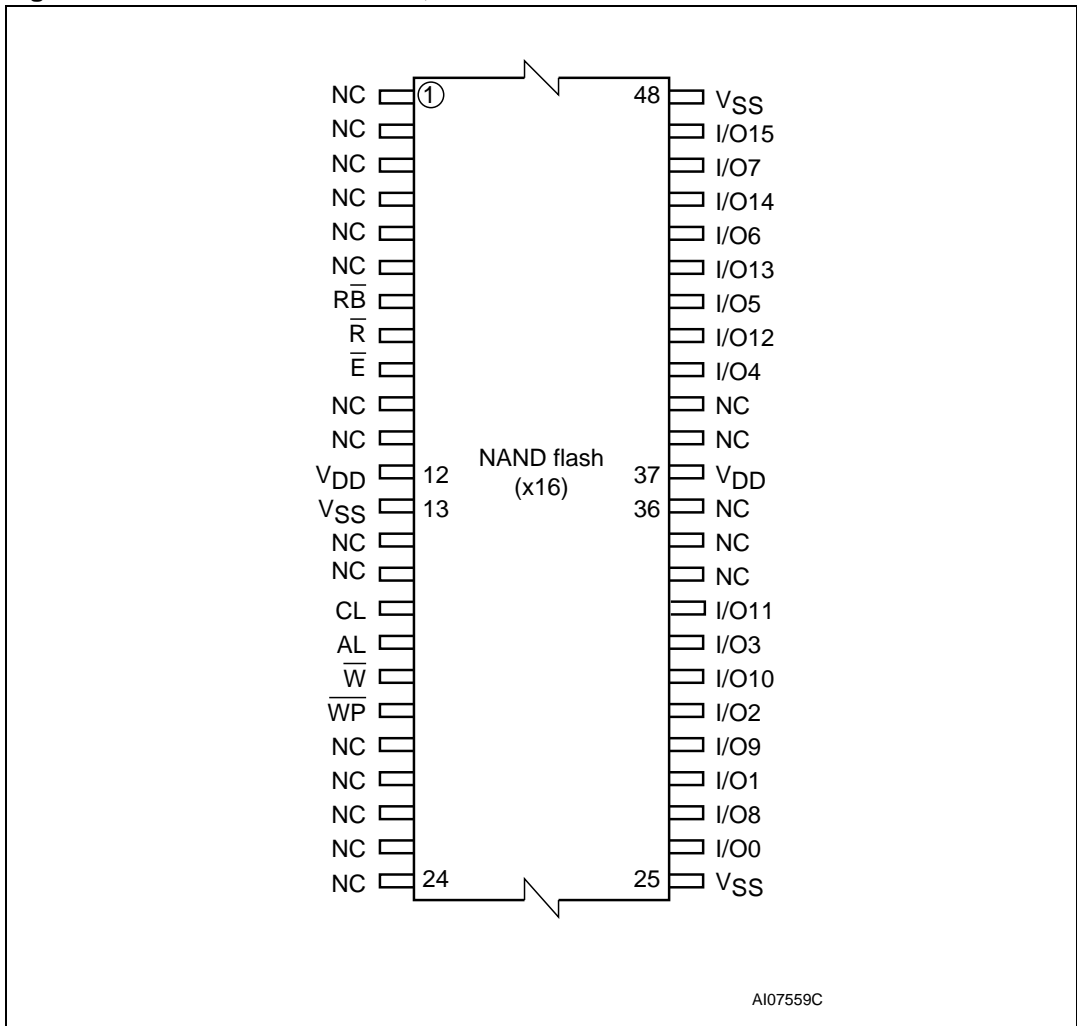 NC 1 48 VSS
NC I/O15
NC I/O7
NC I/O14
NC I/O6
NC I/O13
RB̅ I/O5
R̅ I/O12
E̅ I/O4
NC NC
NC NC
VDD 12 NAND flash 37 VDD
(x16)
VSS 13 36 NC
NC NC
NC NC
CL I/O11
AL I/O3
W̅ I/O10
W̅P̅ I/O2
NC I/O9
NC I/O1
NC I/O8
NC I/O0
NC 24 25 VSS
AI07559C